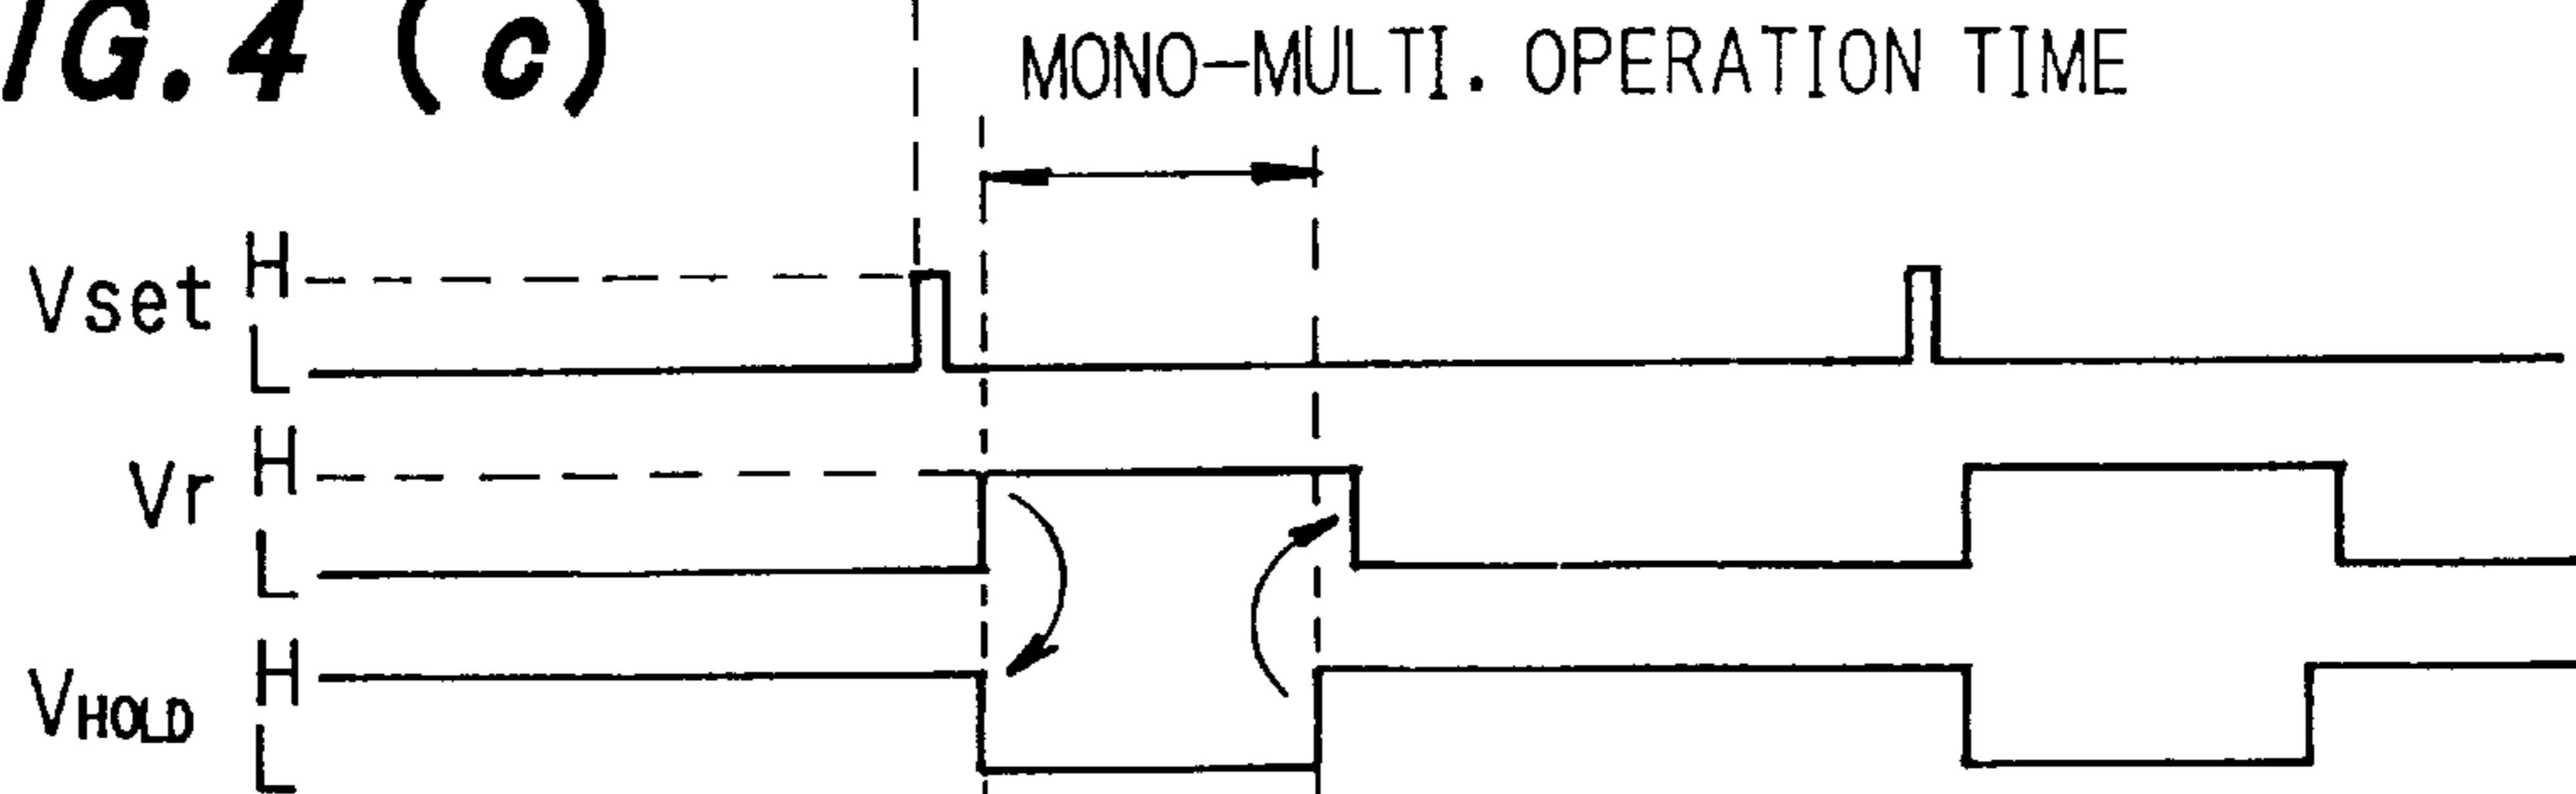 IG.4 (c)
MONO-MULTI. OPERATION TIME
Vset H
L
Vr H
L
VHOLD H
L